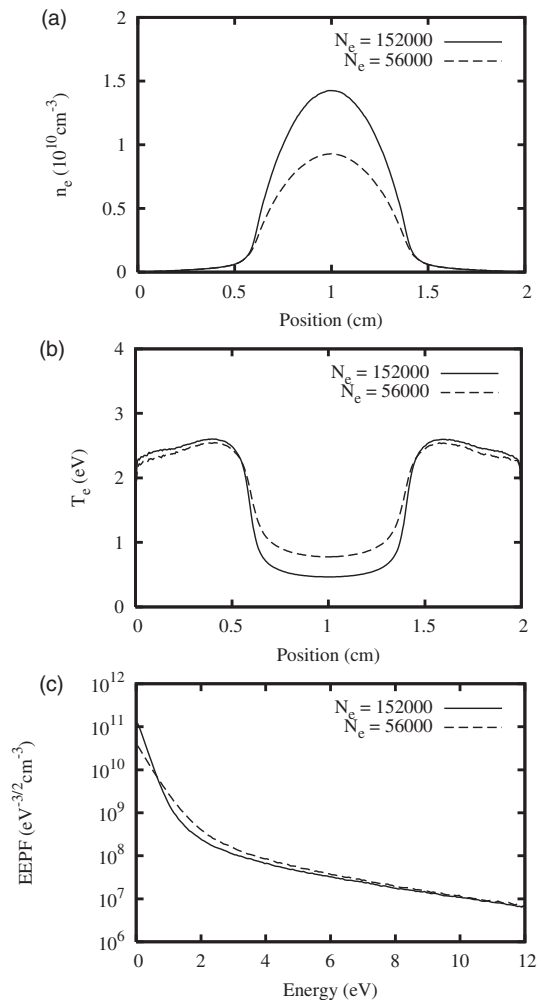 (a)
2
1.5
1
0.5
0
n_e (10^10 cm^-3)
N_e = 152000
N_e = 56000
0
0.5
1
1.5
2
Position (cm)
(b)
4
3
2
1
0
T_e (eV)
N_e = 152000
N_e = 56000
0
0.5
1
1.5
2
Position (cm)
(c)
10^12
10^11
10^10
10^9
10^8
10^7
10^6
EEPF (eV^-3/2 cm^-3)
N_e = 152000
N_e = 56000
0
2
4
6
8
10
12
Energy (eV)